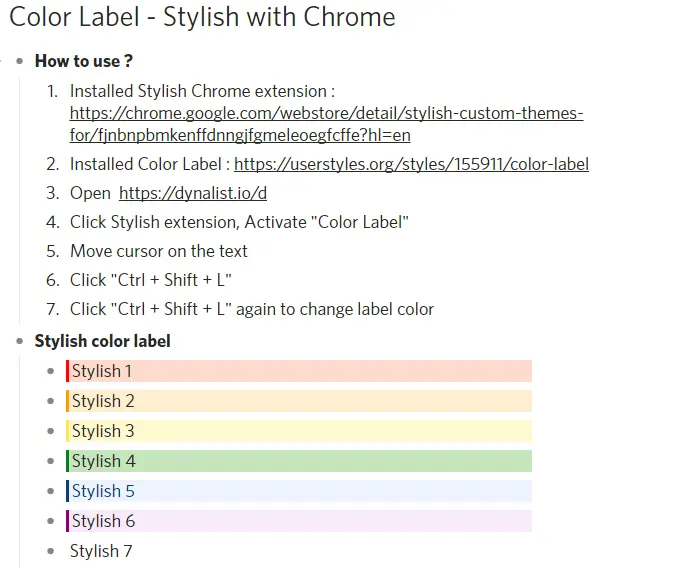 Color Label - Stylish with Chrome
How to use ?
1. Installed Stylish Chrome extension :
https://chrome.google.com/webstore/detail/stylish-custom-themes-
for/fjnbnpbmkenffdnngjfgmeleoegfcffe?hl=en
2. Installed Color Label : https://userstyles.org/styles/155911/color-label
3. Open https://dynalist.io/d
4. Click Stylish extension, Activate "Color Label"
5. Move cursor on the text
6. Click "Ctrl + Shift + L"
7. Click "Ctrl + Shift + L" again to change label color
Stylish color label
Stylish 1
Stylish 2
Stylish 3
Stylish 4
Stylish 5
Stylish 6
Stylish 7